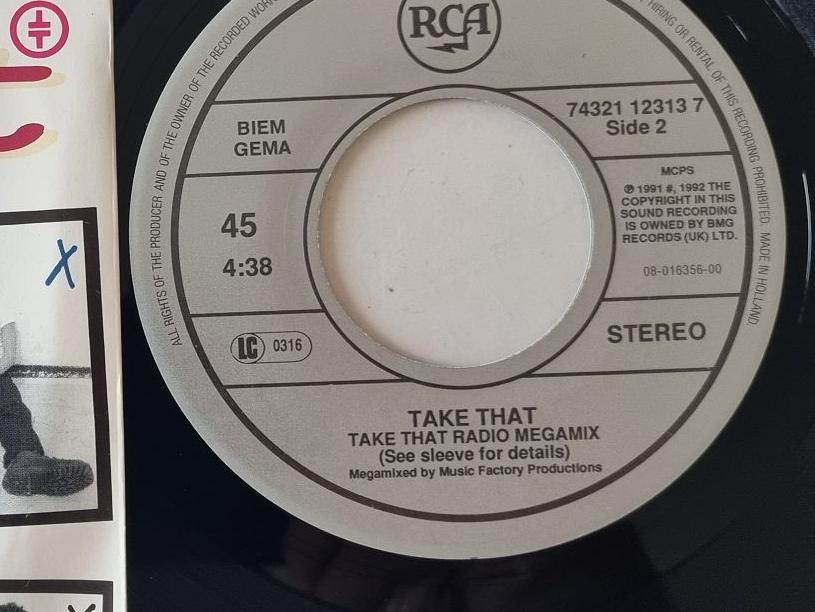 ALL RIGHTS OF THE PRODUCER AND OF THE OWNER OF THE RECORDED
HIRING OR RENTAL OF THIS RECORDING PROHIBITED. MADE IN HOLLAND.
RCA
BIEM
GEMA
74321 12313 7
Side 2
45
4:38
MCPS
℗ 1991 #, 1992 THE
COPYRIGHT IN THIS
SOUND RECORDING
IS OWNED BY BMG
RECORDS (UK) LTD.
08-016356-00
LC 0316
STEREO
TAKE THAT
TAKE THAT RADIO MEGAMIX
(See sleeve for details)
Megamixed by Music Factory Productions
X